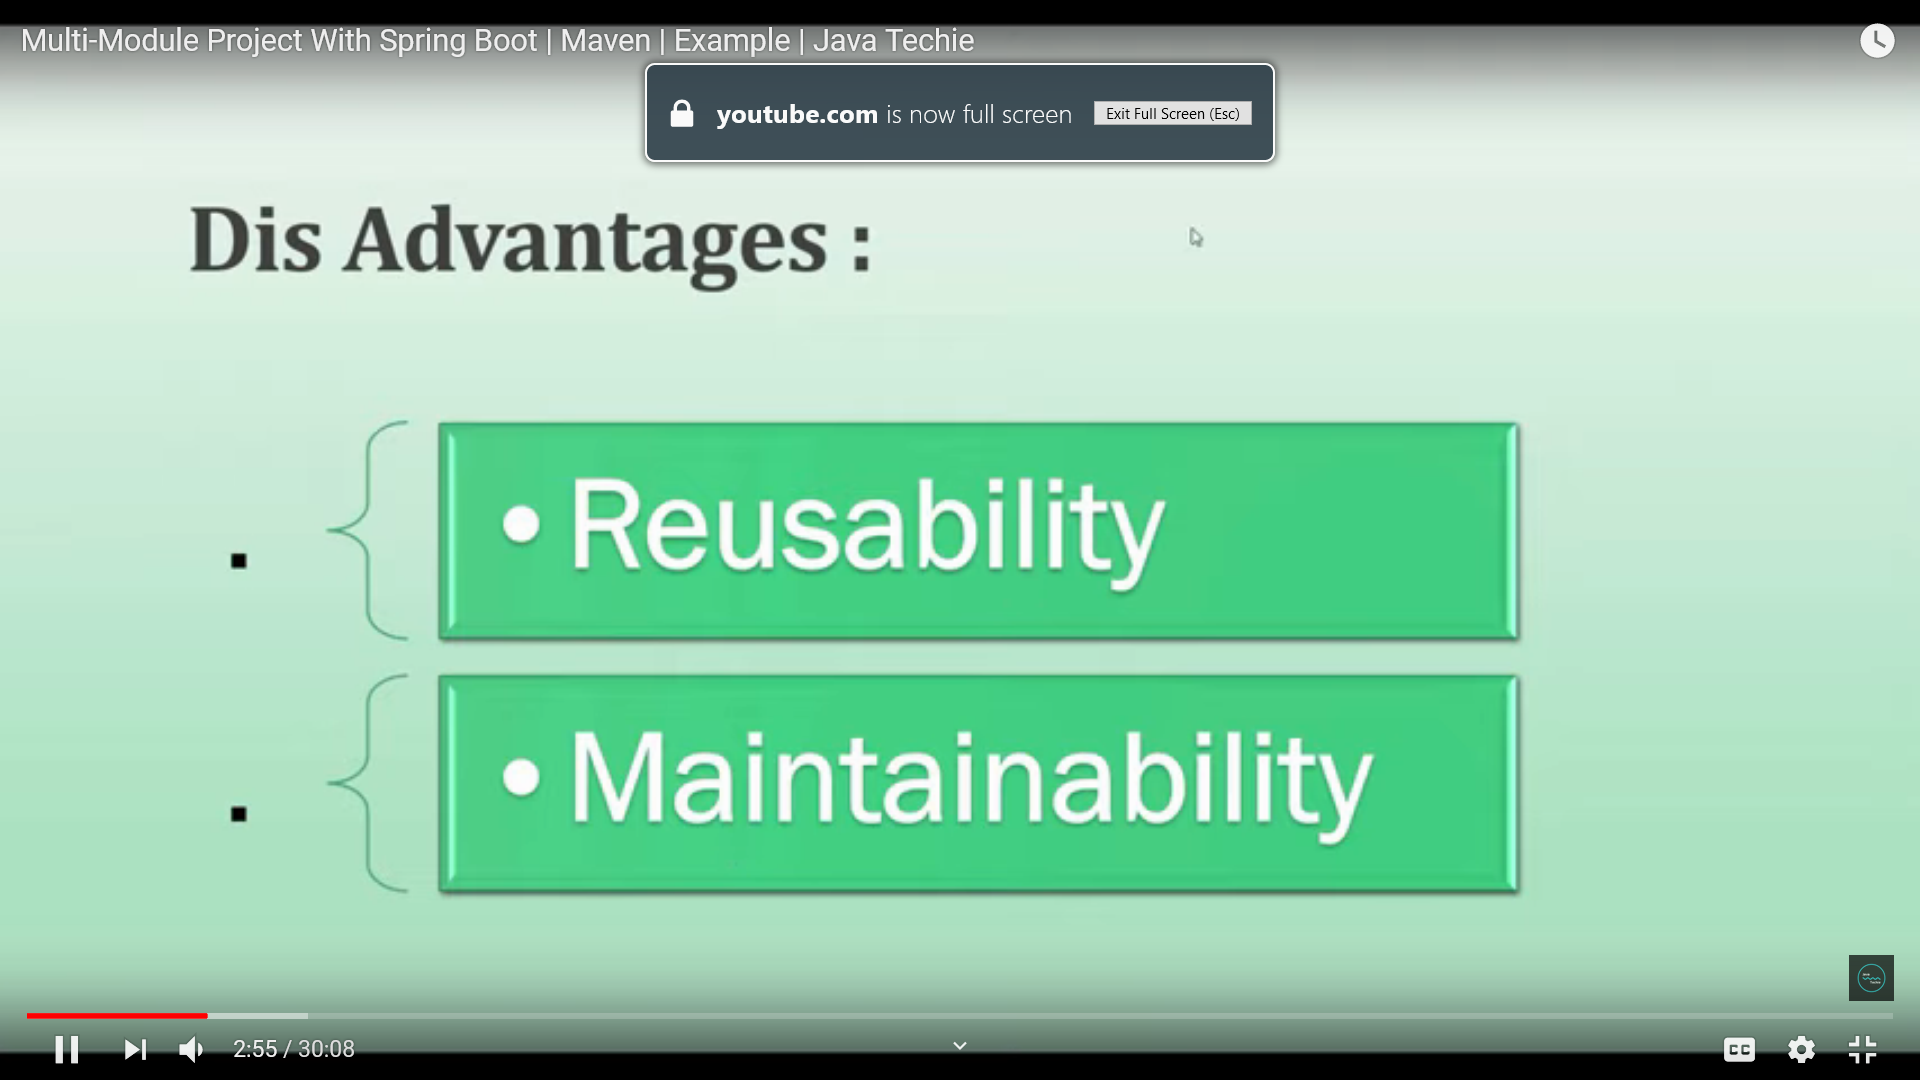 Multi-Module Project With Spring Boot | Maven | Example | Java Techie
youtube.com is now full screen Exit Full Screen (Esc)
Dis Advantages :
• Reusability
• Maintainability
2:55 / 30:08
CC